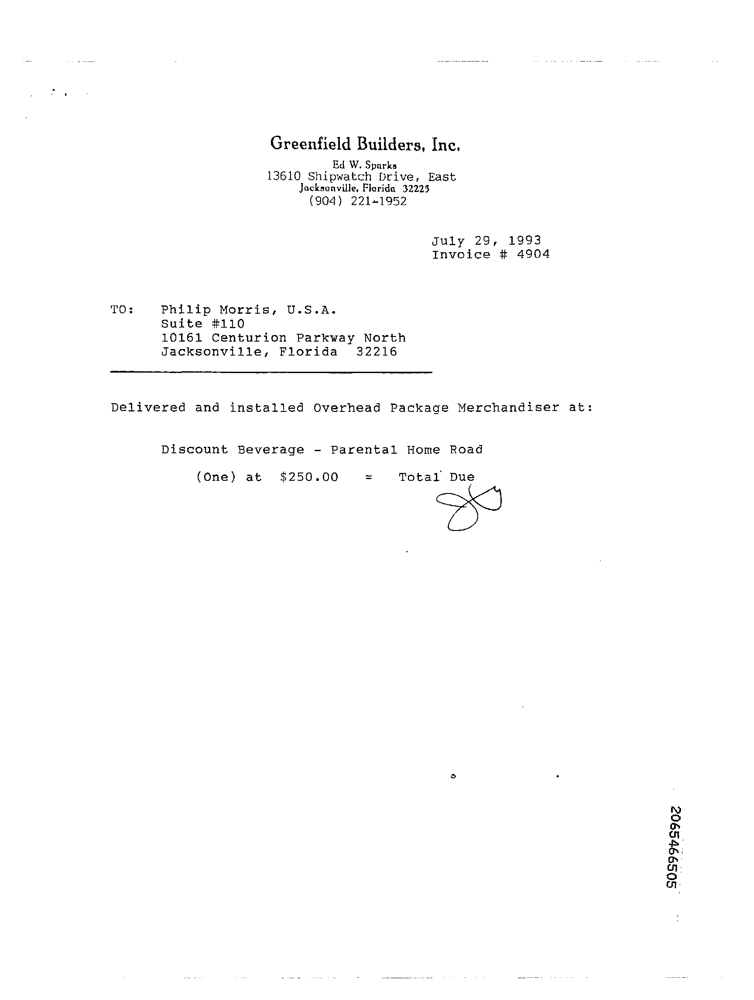 Greenfield Builders, Inc.
Ed W. Sparks
13610 Shipwatch Drive, East
Jacksonville, Florida 32225
(904) 221-1952
July 29, 1993
Invoice # 4904
TO: Philip Morris, U.S.A.
Suite #110
10161 Centurion Parkway North
Jacksonville, Florida 32216
Delivered and installed Overhead Package Merchandiser at:
Discount Beverage - Parental Home Road
(One) at $250.00 = Total Due
2065466505